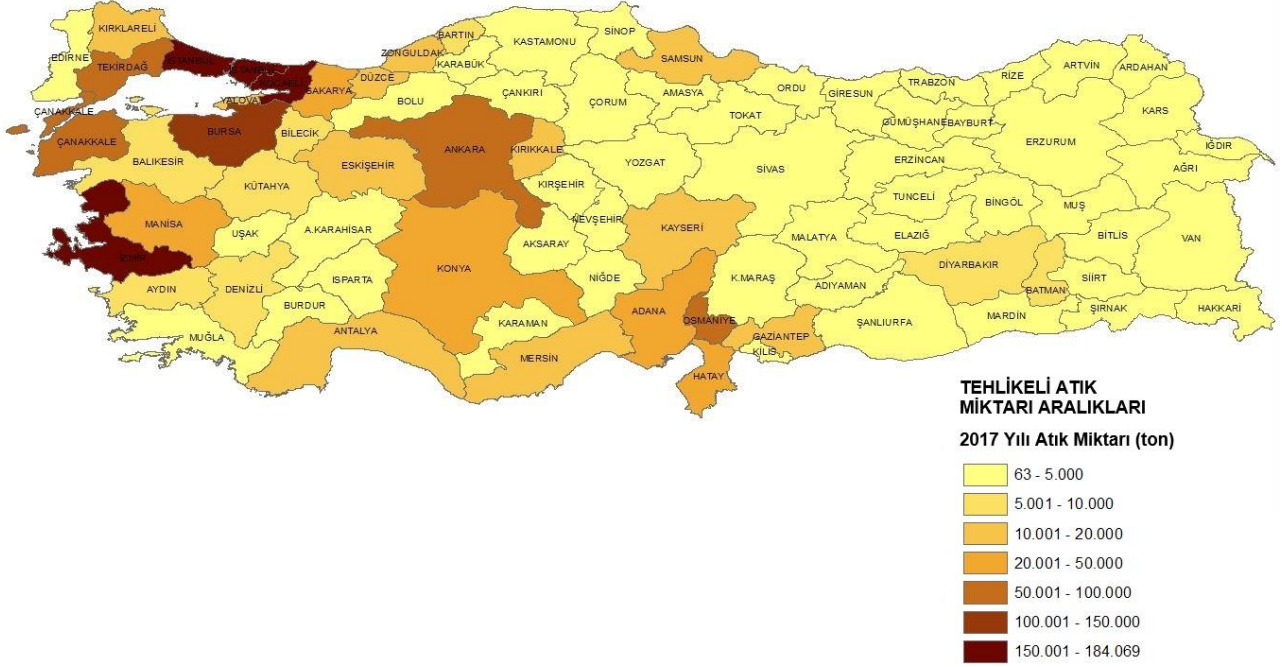 KIRKLARELİ
EDİRNE
TEKİRDAĞ
İSTANBUL
ÇANAKKALE
ÇANAKKALE
YALOVA
SAKARYA
DÜZCE
ZONGULDAK
BARTIN
KARABÜK
KASTAMONU
SİNOP
SAMSUN
BOLU
ÇANKIRI
ÇORUM
AMASYA
TOKAT
ORDU
GİRESUN
TRABZON
RİZE
ARTVİN
ARDAHAN
KARS
IĞDIR
AĞRI
GÜMÜŞHANE
BAYBURT
ERZURUM
ERZİNCAN
BALIKESİR
BURSA
BİLECİK
ESKİŞEHİR
ANKARA
KIRIKKALE
YOZGAT
SİVAS
KÜTAHYA
KIRŞEHİR
NEVŞEHİR
KAYSERİ
TUNCELİ
BİNGÖL
MUŞ
BİTLİS
VAN
MANİSA
İZMİR
UŞAK
A.KARAHİSAR
AKSARAY
KONYA
NİĞDE
MALATYA
ELAZIĞ
DİYARBAKIR
BATMAN
SİİRT
AYDIN
DENİZLİ
ISPARTA
BURDUR
K.MARAŞ
ADIYAMAN
ŞANLIURFA
MARDİN
ŞIRNAK
HAKKARİ
MUĞLA
ANTALYA
KARAMAN
MERSİN
ADANA
OSMANİYE
GAZİANTEP
KİLİS
HATAY
TEHLİKELİ ATIK
MİKTARI ARALIKLARI
2017 Yılı Atık Miktarı (ton)
63 - 5.000
5.001 - 10.000
10.001 - 20.000
20.001 - 50.000
50.001 - 100.000
100.001 - 150.000
150.001 - 184.069